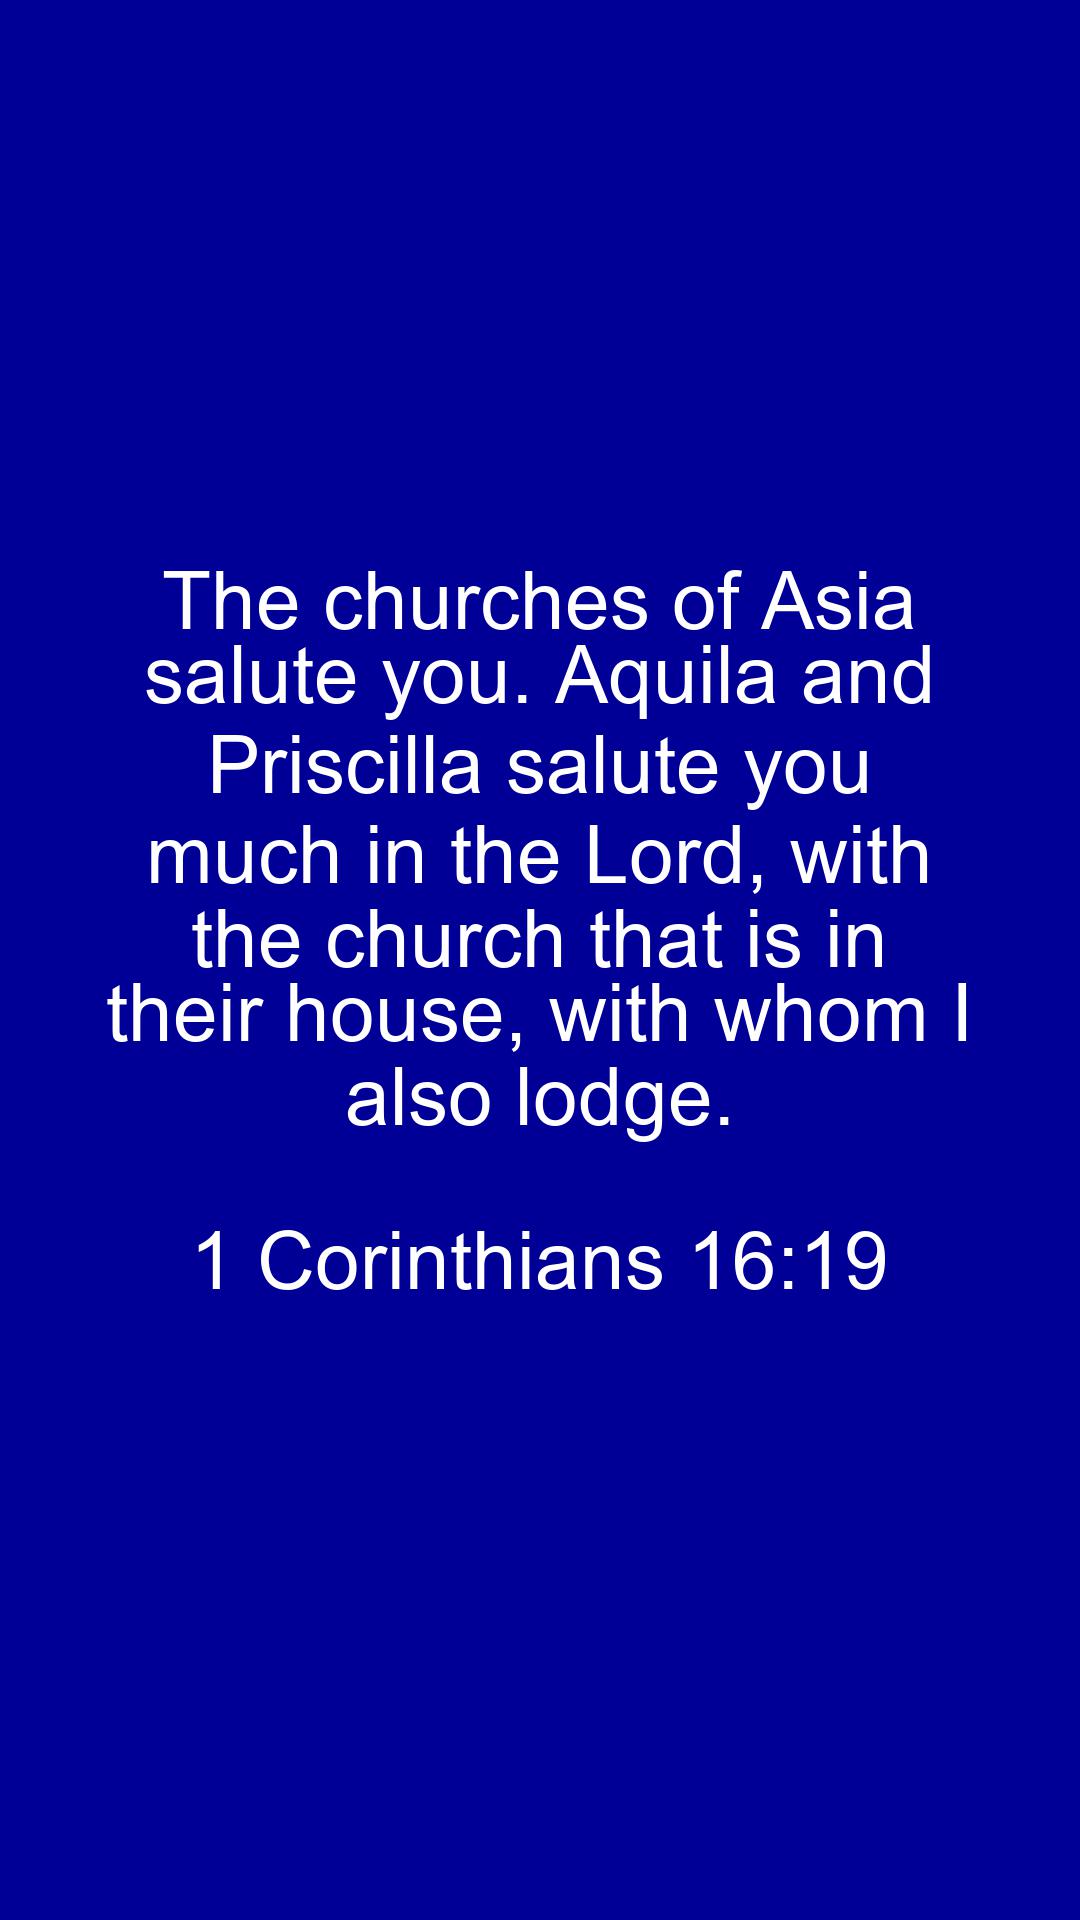 The churches of Asia
salute you. Aquila and
Priscilla salute you
much in the Lord, with
the church that is in
their house, with whom I
also lodge.
1 Corinthians 16:19